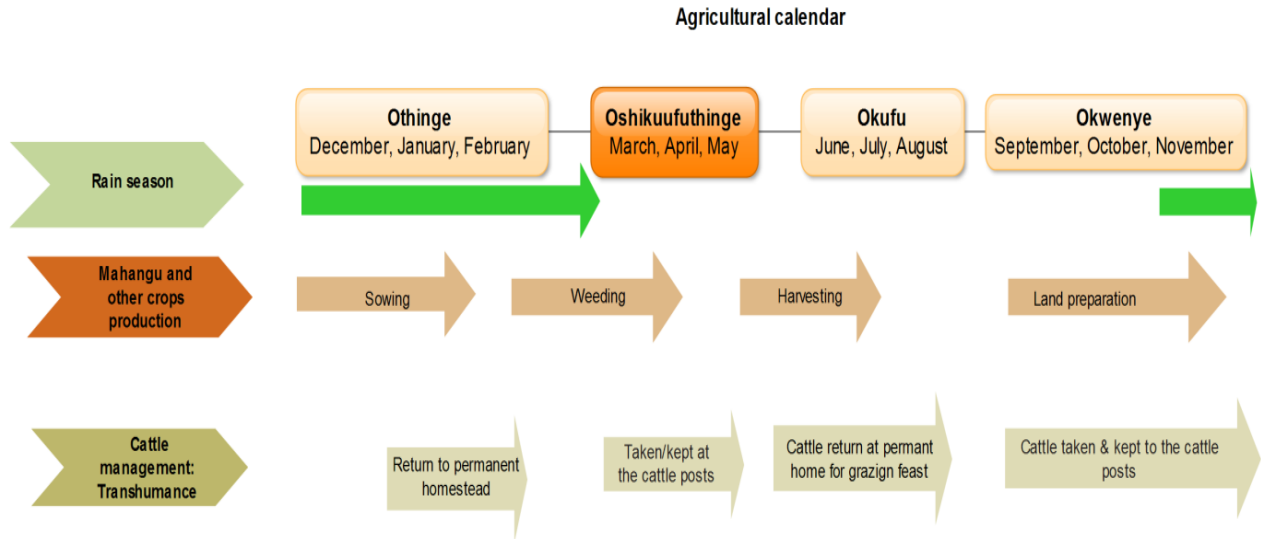 Agricultural calendar
Othinge
December, January, February
Oshikuufuthinge
March, April, May
Okufu
June, July, August
Okwenye
September, October, November
Rain season
Mahangu and
other crops
production
Sowing
Weeding
Harvesting
Land preparation
Cattle
management:
Transhumance
Return to permanent
homestead
Taken/kept at
the cattle posts
Cattle return at permant
home for grazign feast
Cattle taken & kept to the cattle
posts